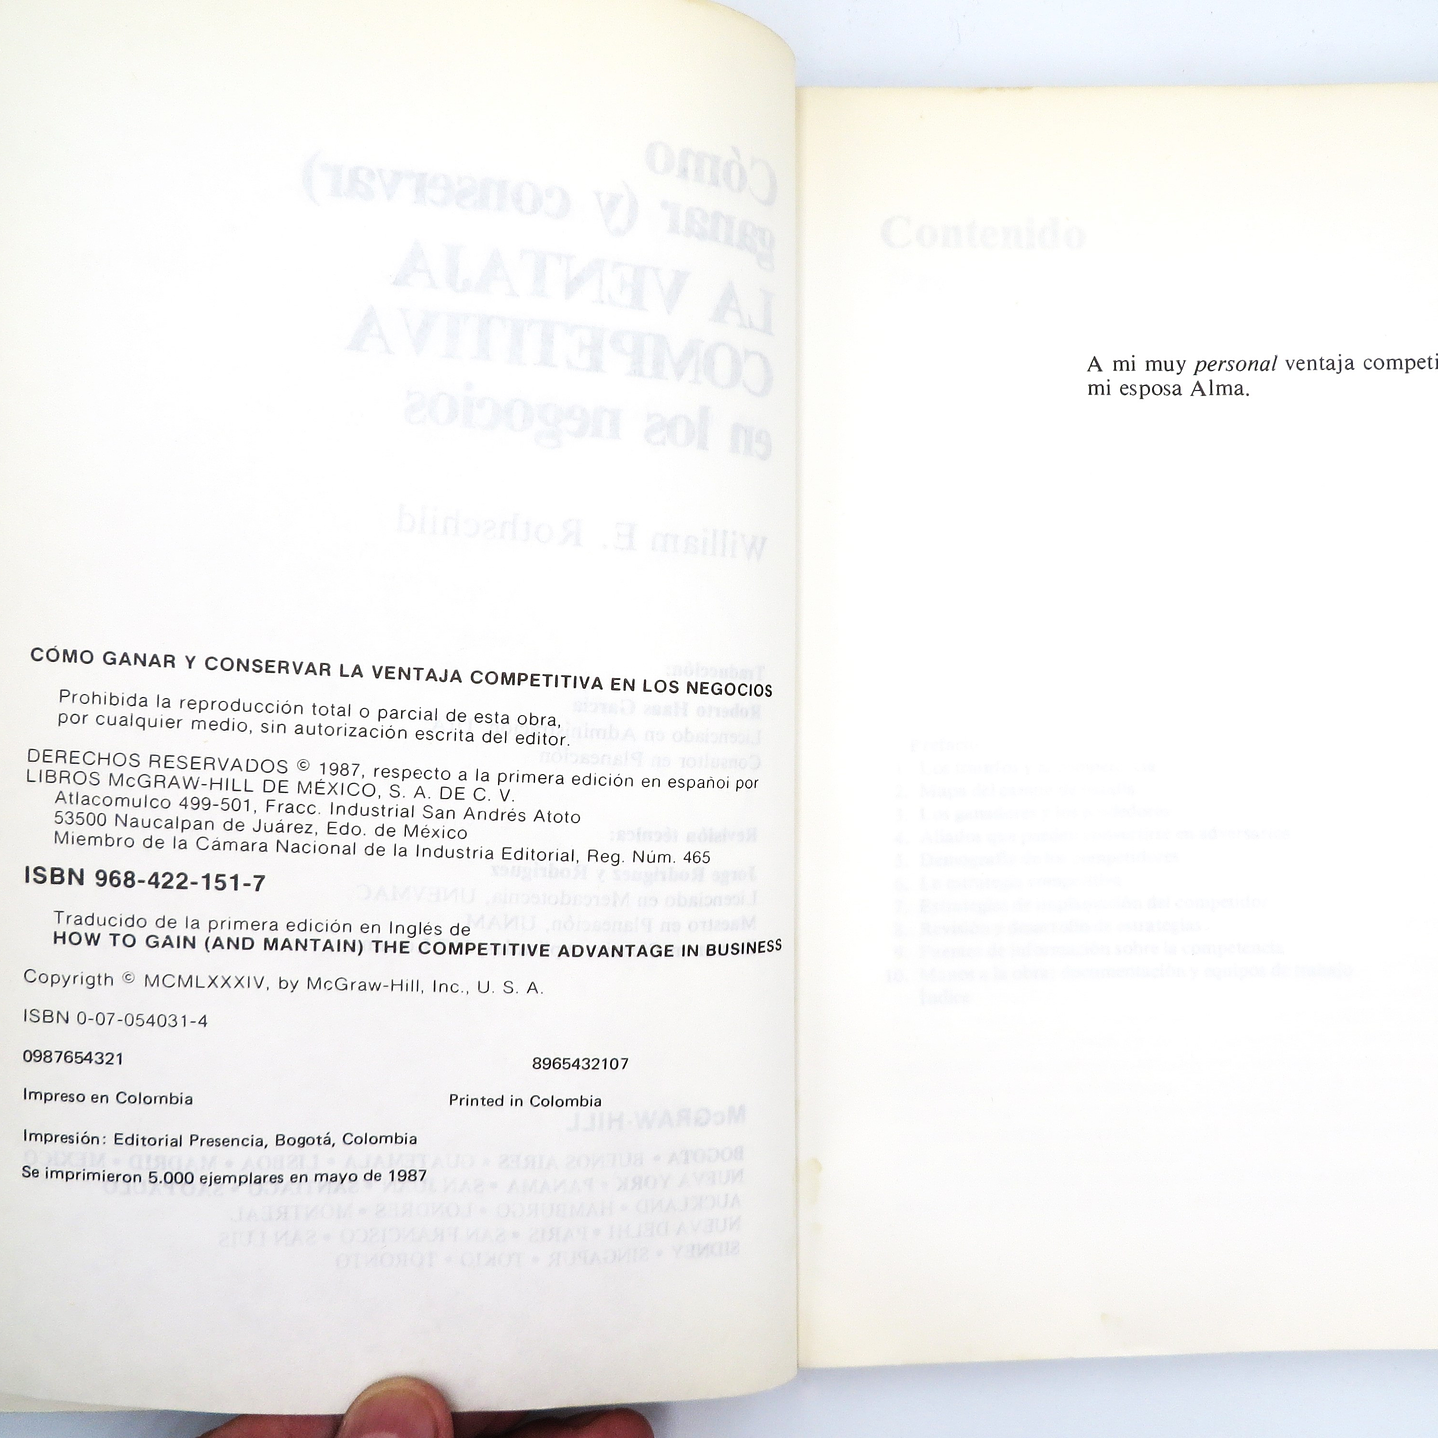 CÓMO GANAR Y CONSERVAR LA VENTAJA COMPETITIVA EN LOS NEGOCIOS
Prohibida la reproducción total o parcial de esta obra,
por cualquier medio, sin autorización escrita del editor.
DERECHOS RESERVADOS © 1987, respecto a la primera edición en español por
LIBROS McGRAW-HILL DE MÉXICO, S. A. DE C. V.
Atlacomulco 499-501, Fracc. Industrial San Andrés Atoto
53500 Naucalpan de Juárez, Edo. de México
Miembro de la Cámara Nacional de la Industria Editorial, Reg. Núm. 465
ISBN 968-422-151-7
Traducido de la primera edición en Inglés de
HOW TO GAIN (AND MANTAIN) THE COMPETITIVE ADVANTAGE IN BUSINESS
Copyrigth © MCMLXXXIV, by McGraw-Hill, Inc., U. S. A.
ISBN 0-07-054031-4
0987654321 8965432107
Impreso en Colombia Printed in Colombia
Impresión: Editorial Presencia, Bogotá, Colombia
Se imprimieron 5.000 ejemplares en mayo de 1987
Contenido
A mi muy personal ventaja competi
mi esposa Alma.